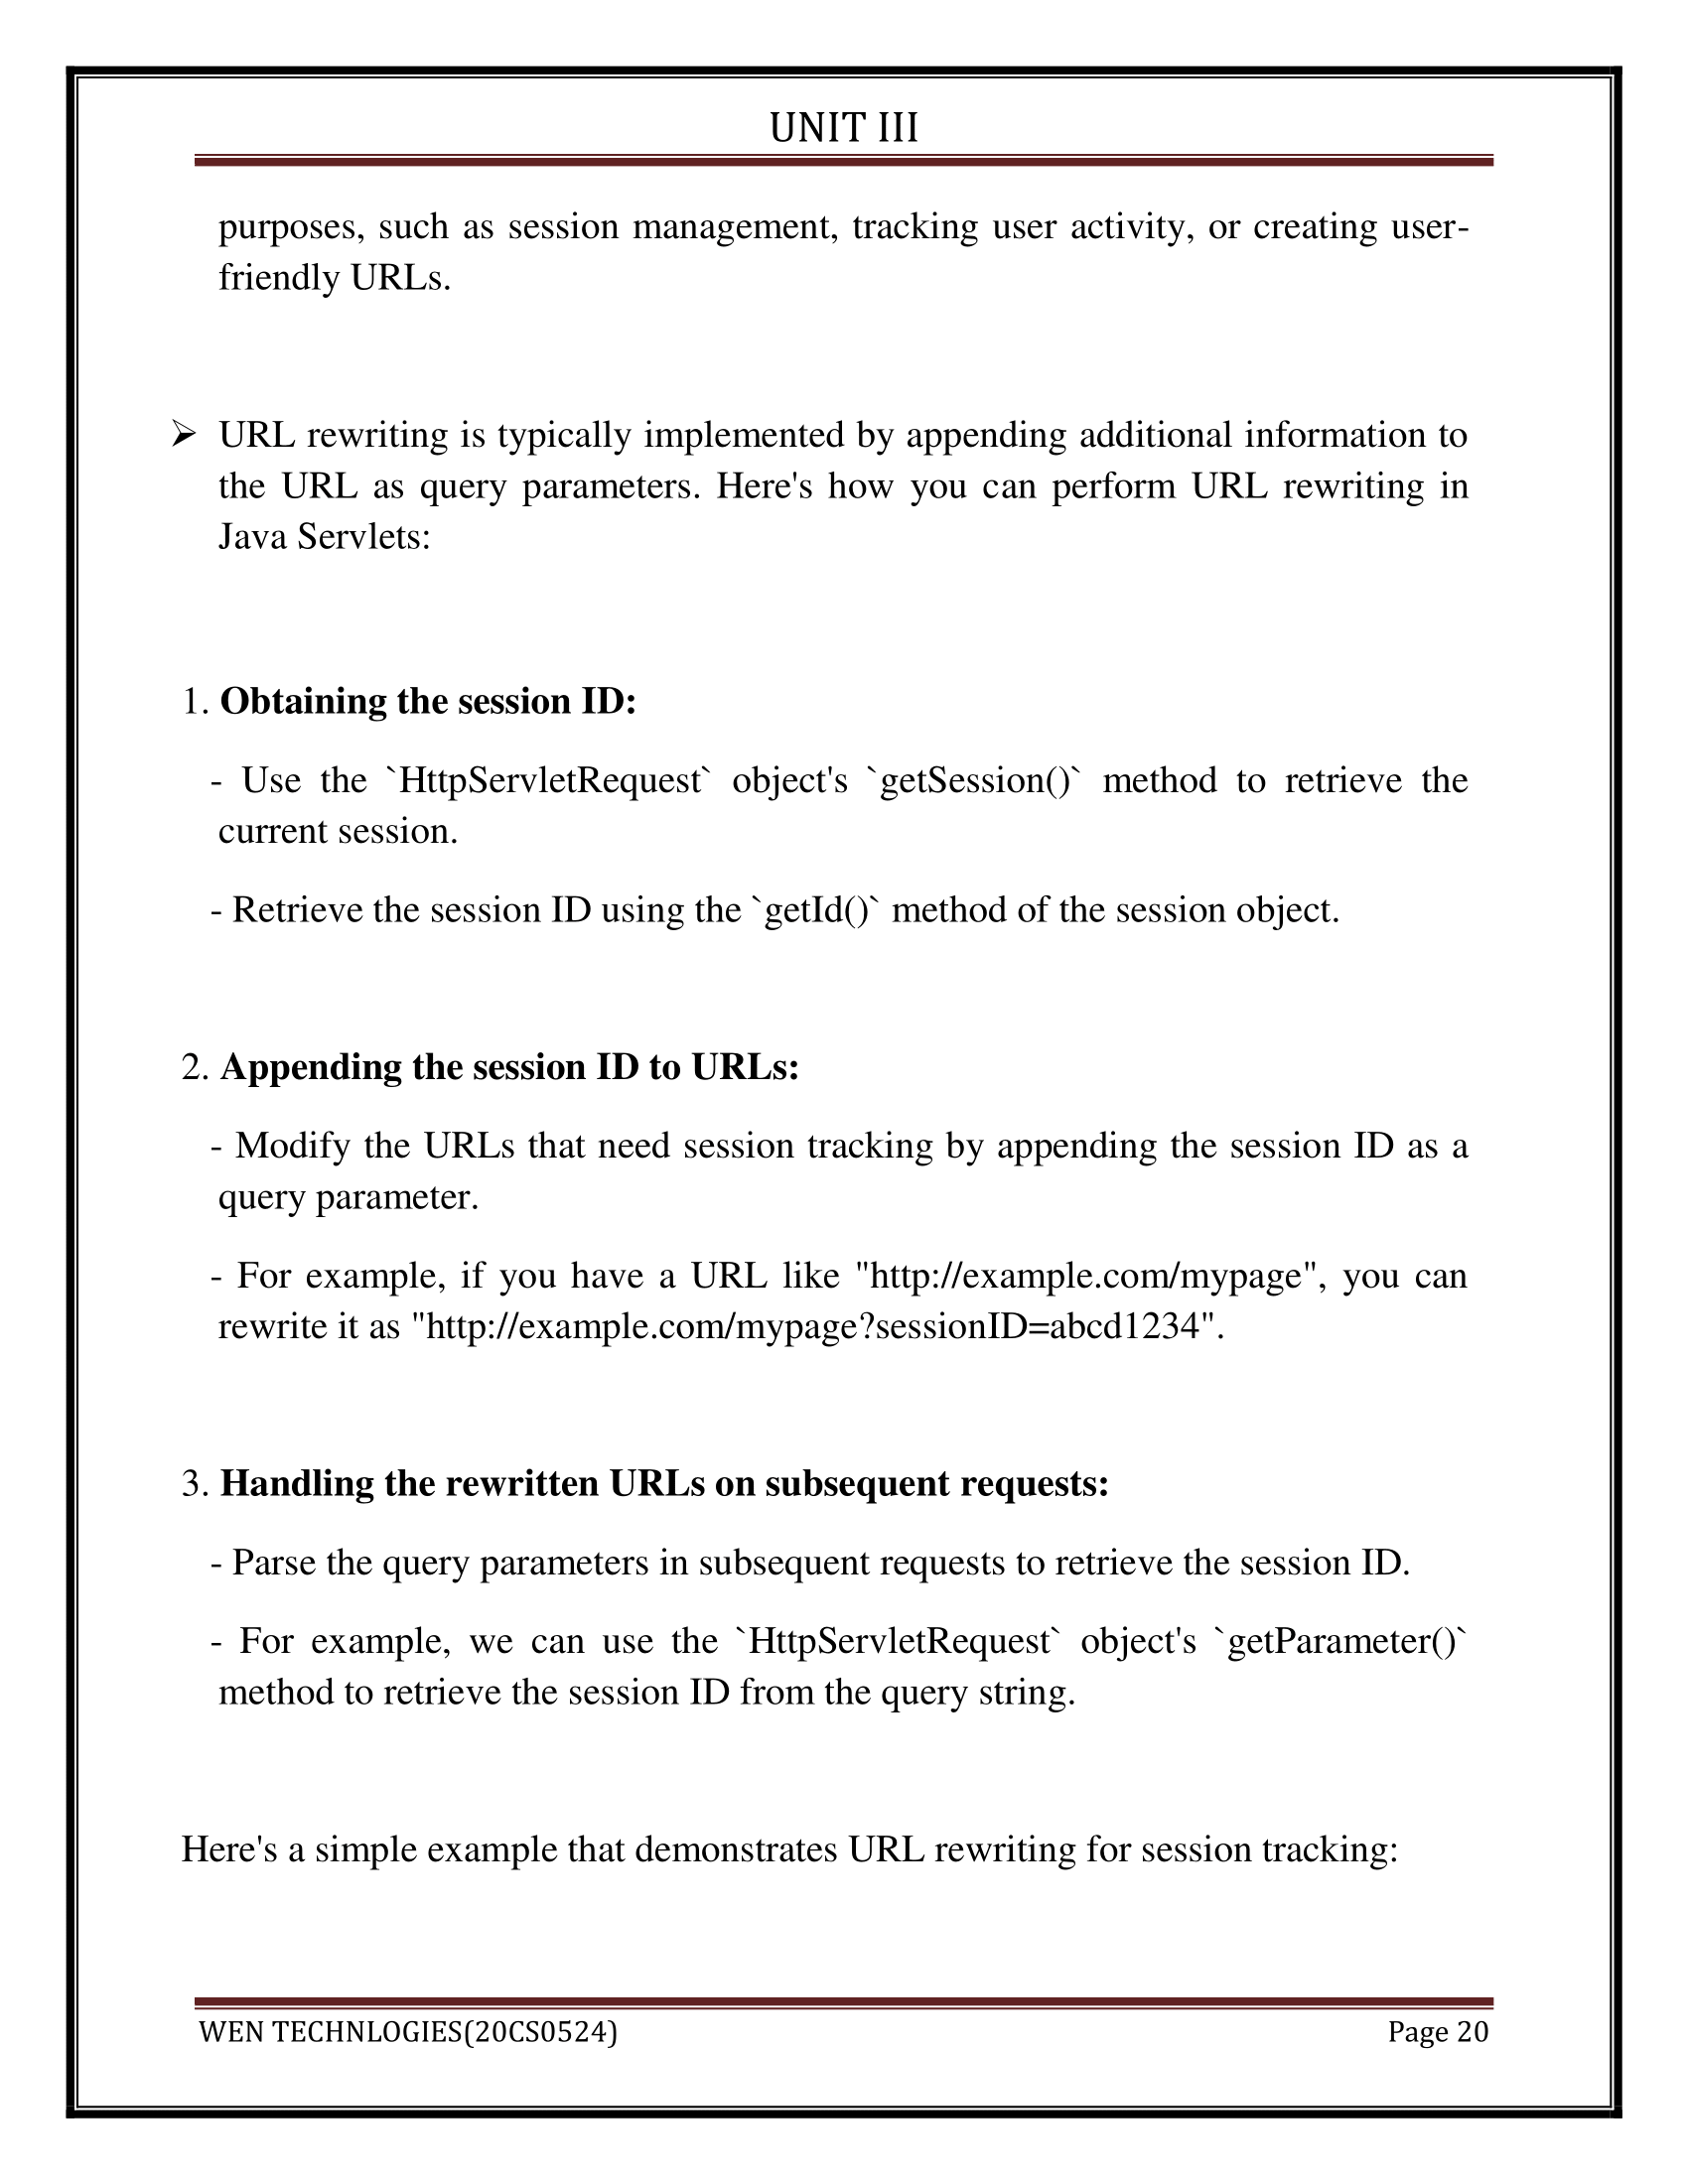 UNIT III
purposes, such as session management, tracking user activity, or creating user-
friendly URLs.
➢ URL rewriting is typically implemented by appending additional information to
the URL as query parameters. Here's how you can perform URL rewriting in
Java Servlets:
1. Obtaining the session ID:
- Use the `HttpServletRequest` object's `getSession()` method to retrieve the
current session.
- Retrieve the session ID using the `getId()` method of the session object.
2. Appending the session ID to URLs:
- Modify the URLs that need session tracking by appending the session ID as a
query parameter.
- For example, if you have a URL like "http://example.com/mypage", you can
rewrite it as "http://example.com/mypage?sessionID=abcd1234".
3. Handling the rewritten URLs on subsequent requests:
- Parse the query parameters in subsequent requests to retrieve the session ID.
- For example, we can use the `HttpServletRequest` object's `getParameter()`
method to retrieve the session ID from the query string.
Here's a simple example that demonstrates URL rewriting for session tracking:
WEN TECHNLOGIES(20CS0524) Page 20